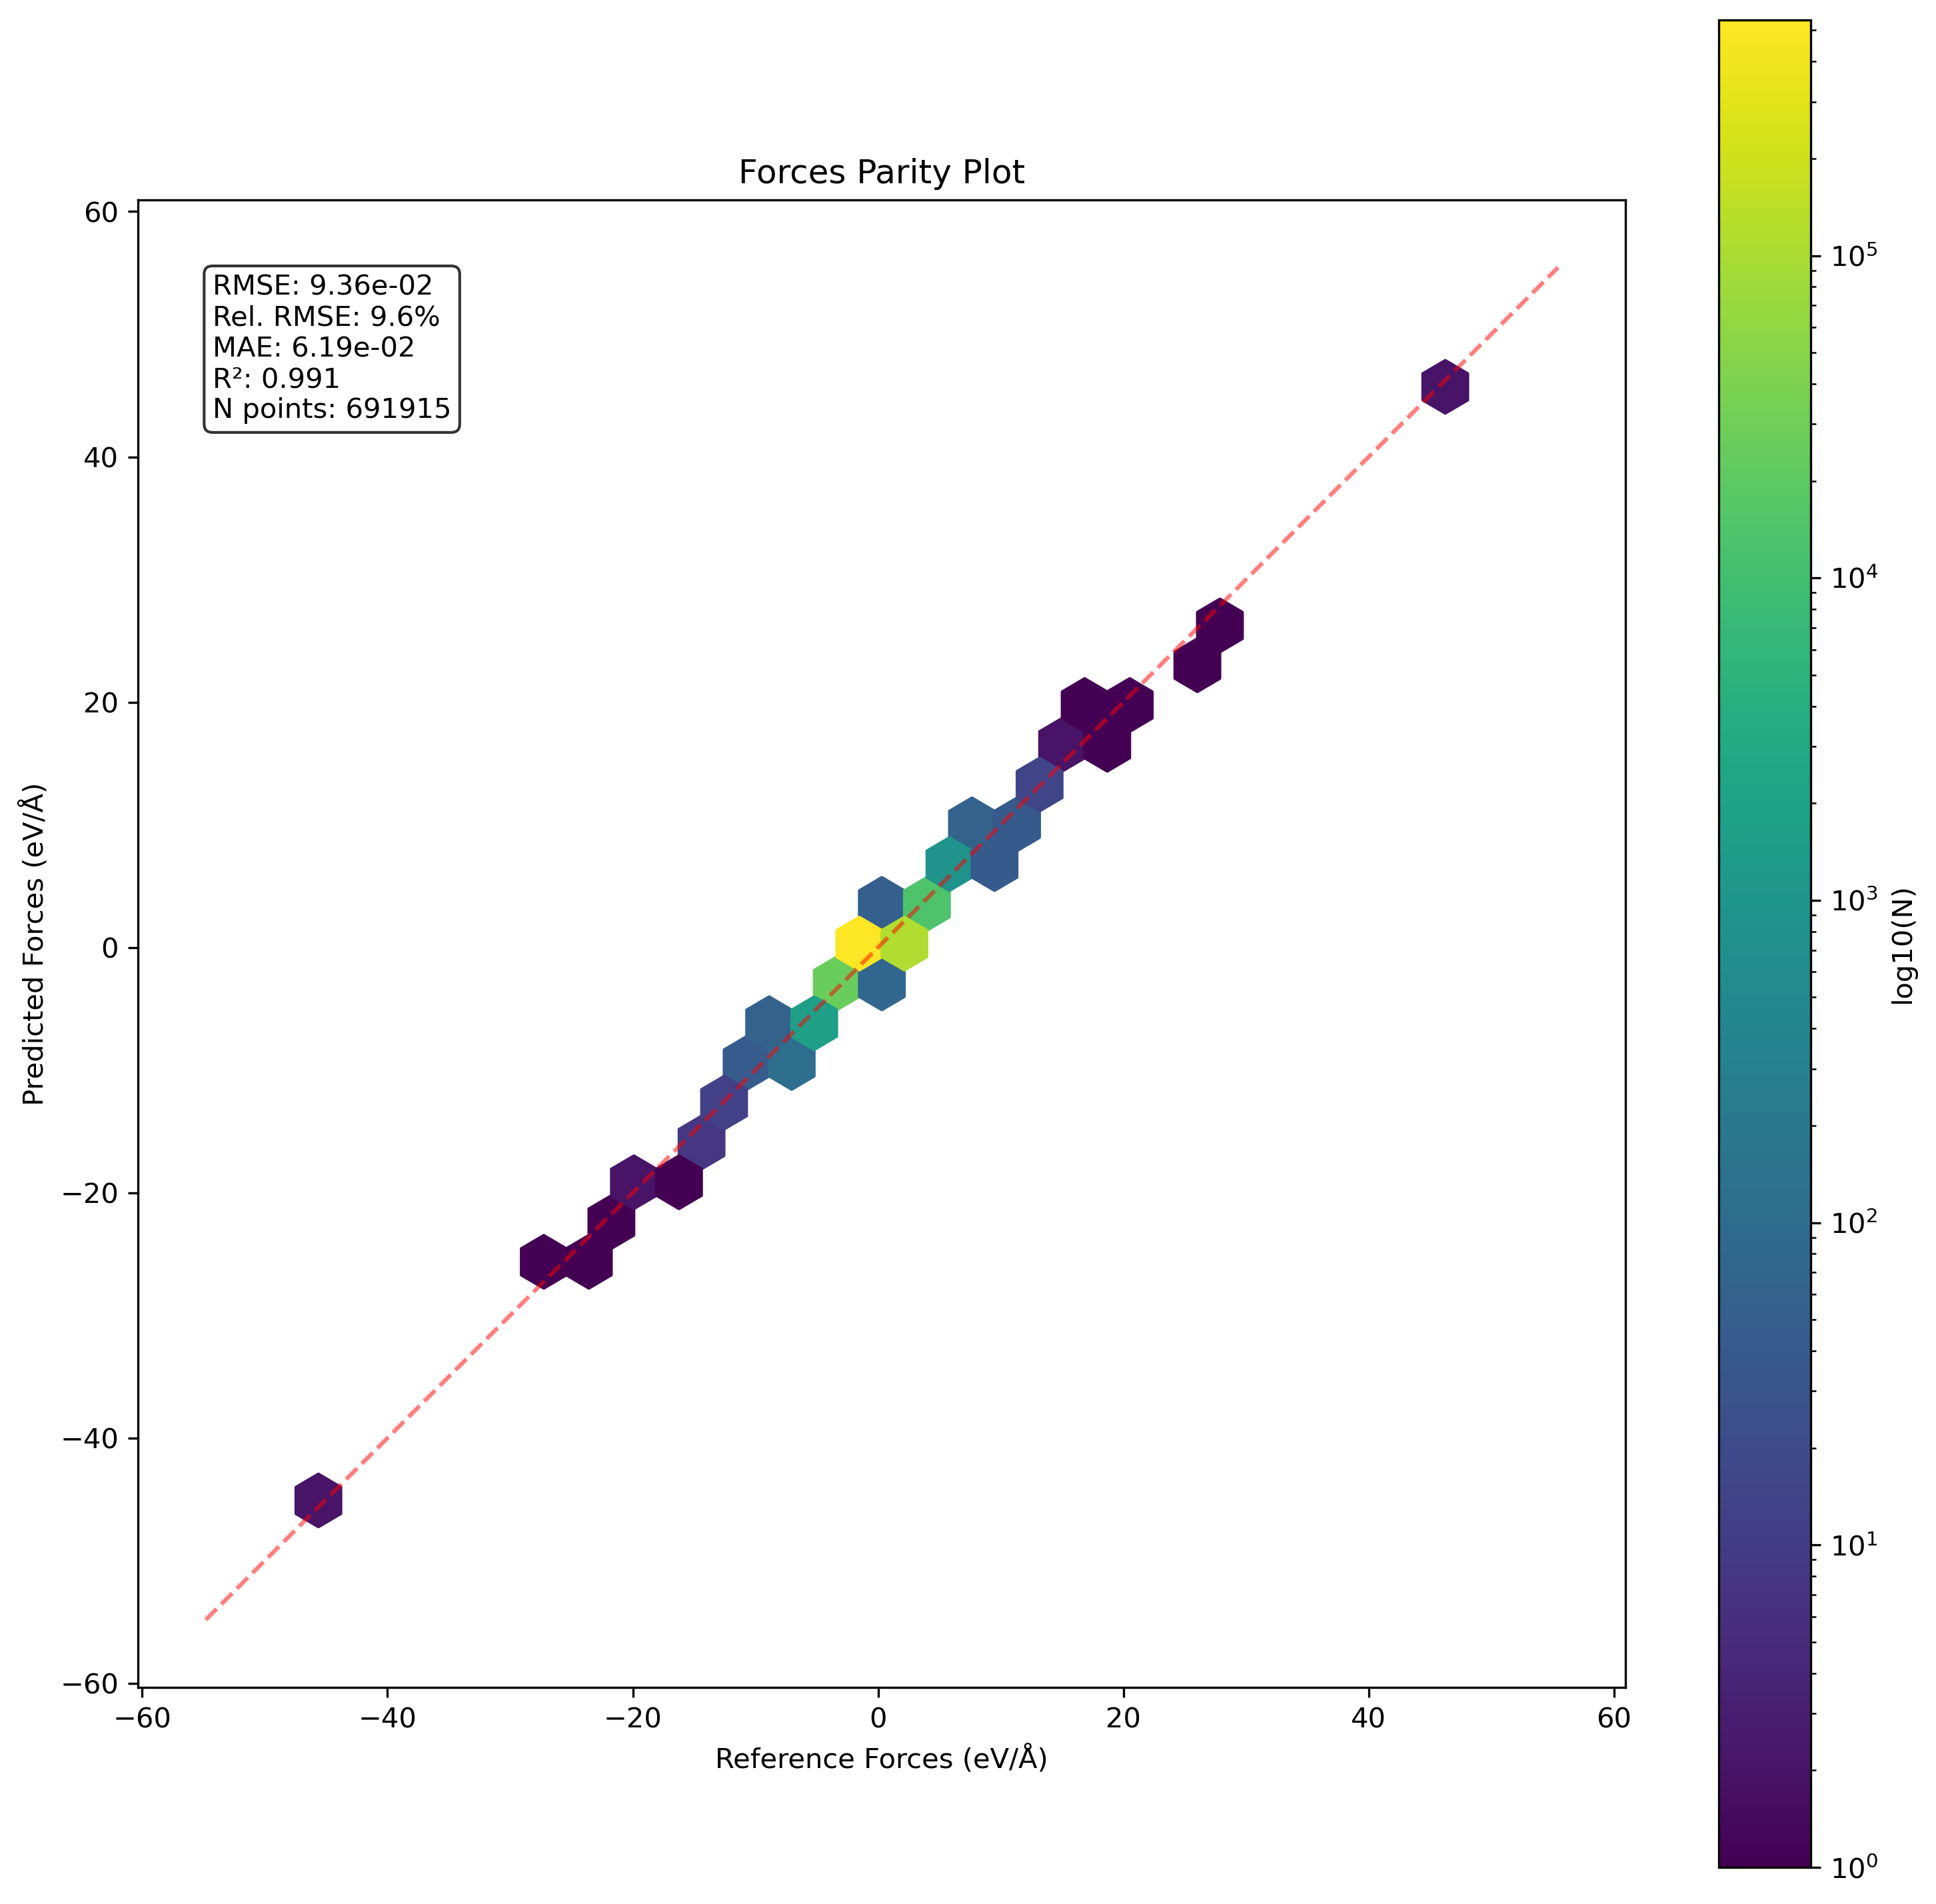 Forces Parity Plot
RMSE: 9.36e-02
Rel. RMSE: 9.6%
MAE: 6.19e-02
R²: 0.991
N points: 691915
Predicted Forces (eV/Å)
60
40
20
0
−20
−40
−60
−60 −40 −20 0 20 40 60
Reference Forces (eV/Å)
10⁵
10⁴
10³
10²
10¹
10⁰
log10(N)